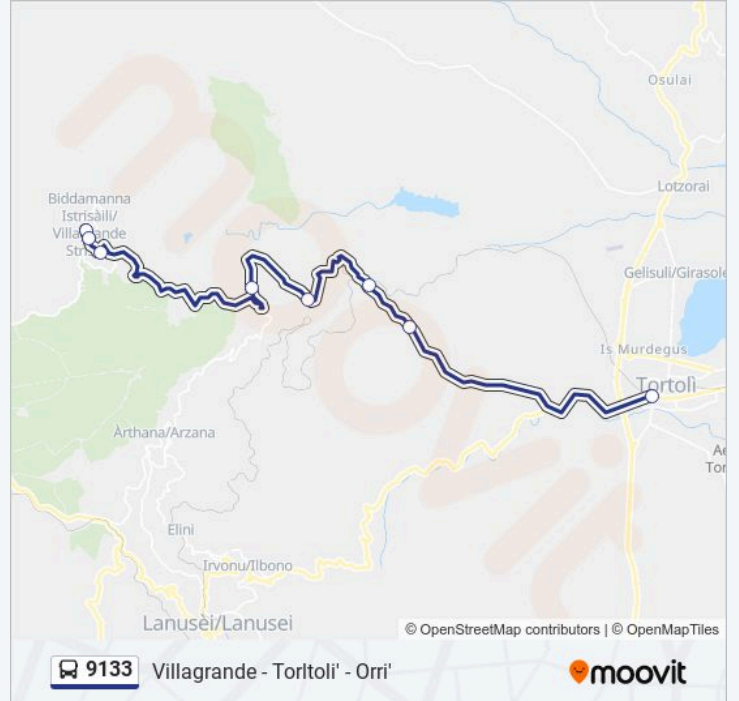 Osulai
Lotzorai
Biddamanna
Istrisàili/
Villagrande
Gelisuli/Girasole
Is Murdegus
Tortolì
Àrthana/Arzana
Elini
Irvonu/Ilbono
Lanusèi/Lanusei
© OpenStreetMap contributors | © OpenMapTiles
9133 Villagrande - Torltoli' - Orri'
moovit